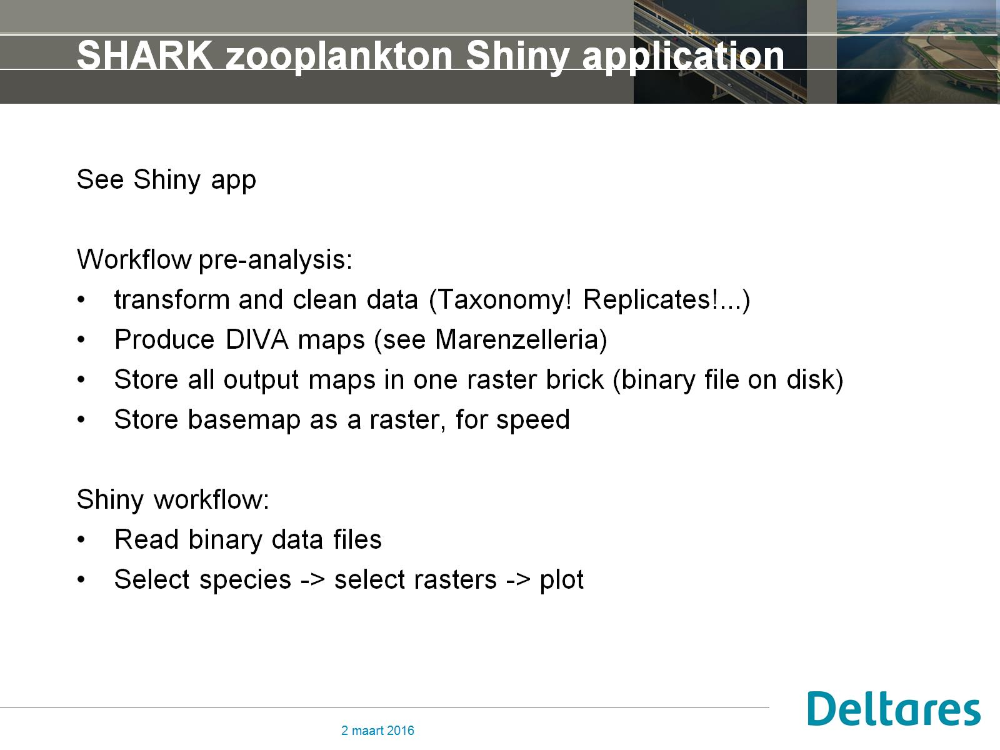 SHARK zooplankton Shiny application
See Shiny app
Workflow pre-analysis:
• transform and clean data (Taxonomy! Replicates!...)
• Produce DIVA maps (see Marenzelleria)
• Store all output maps in one raster brick (binary file on disk)
• Store basemap as a raster, for speed
Shiny workflow:
• Read binary data files
• Select species -> select rasters -> plot
Deltares
2 maart 2016